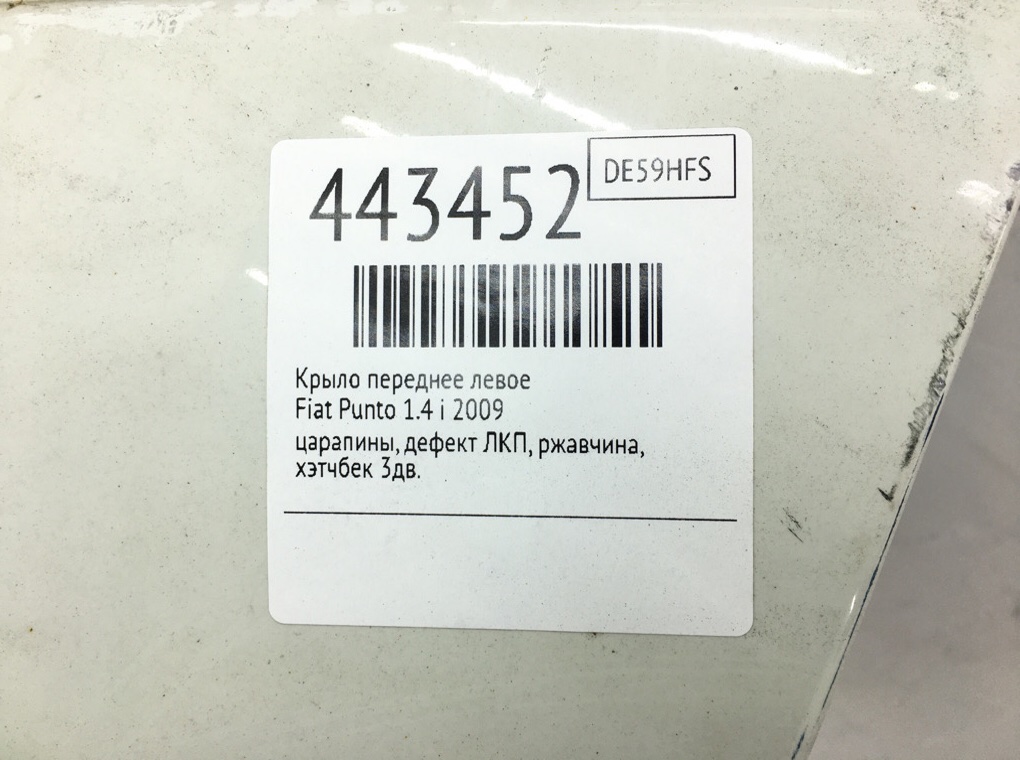 443452
DE59HFS
Крыло переднее левое
Fiat Punto 1.4 i 2009
царапины, дефект ЛКП, ржавчина,
хэтчбек 3дв.